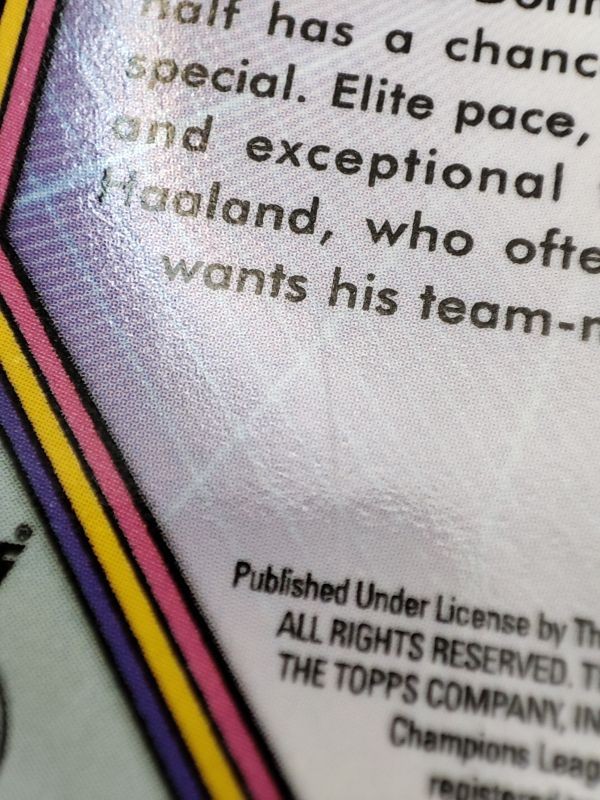 half has a chanc
special. Elite pace,
and exceptional
Haaland, who ofte
wants his team-m
Published Under License by Th
ALL RIGHTS RESERVED. T
THE TOPPS COMPANY, IN
Champions Leag
registered